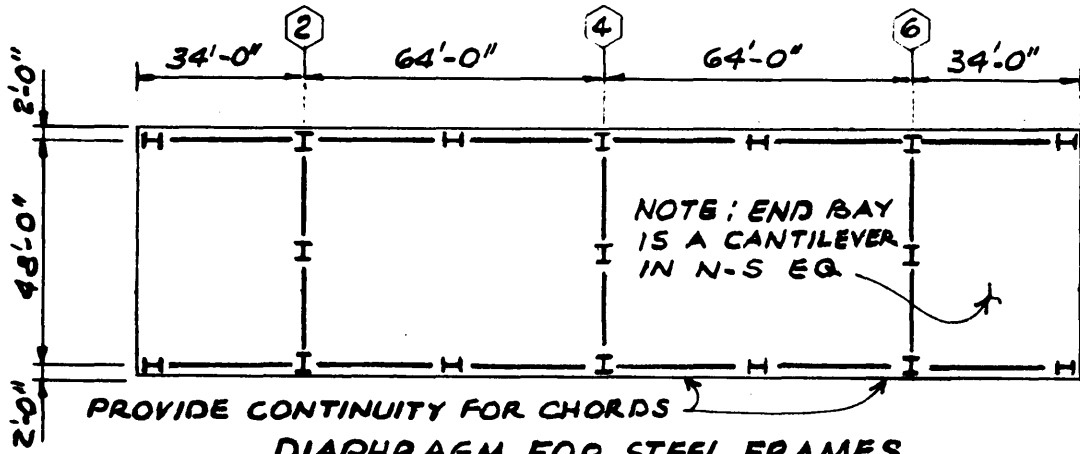 2 4 6
34'-0" 64'-0" 64'-0" 34'-0"
2'-0"
48'-0"
2'-0"
NOTE: END BAY
IS A CANTILEVER
IN N-S EQ
PROVIDE CONTINUITY FOR CHORDS
DIAPHRAGM FOR STEEL FRAMES